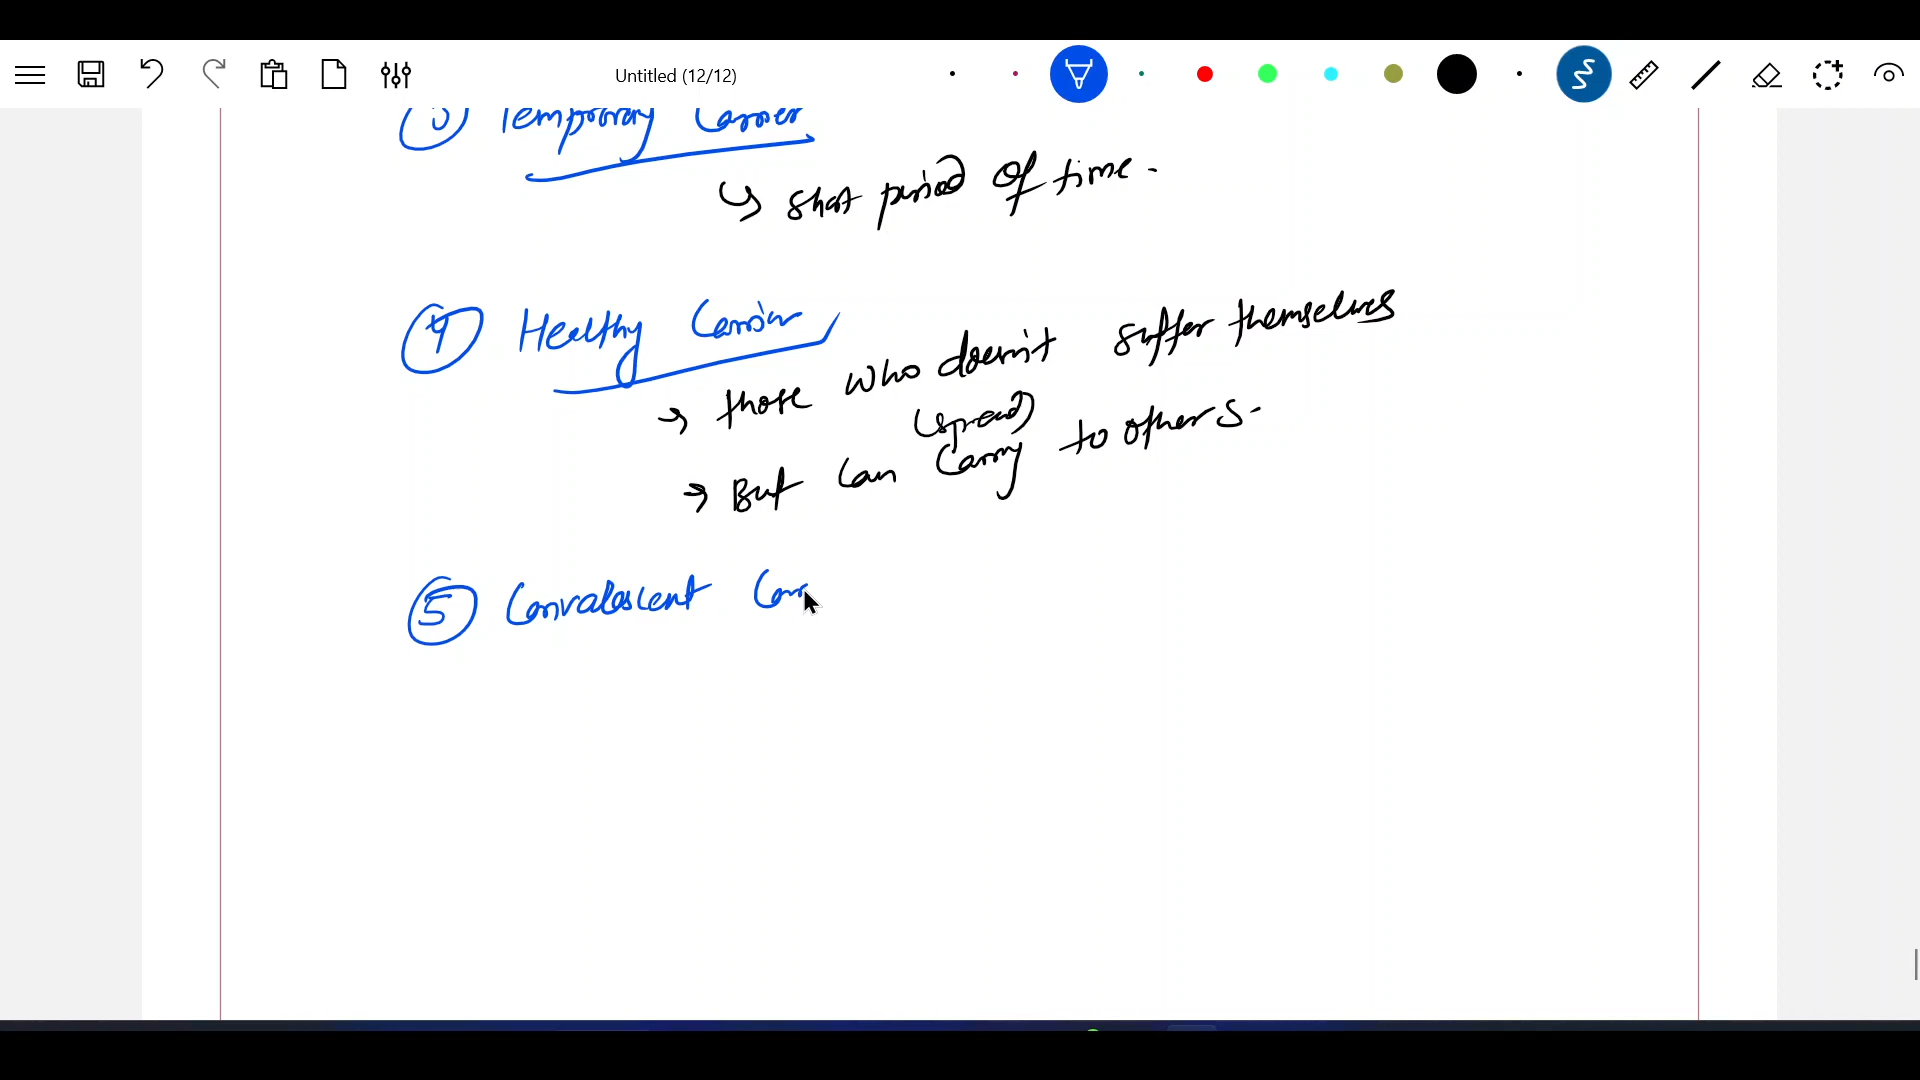 Untitled (12/12)
③ Temporary Carrier
↳ short period of time.
④ Healthy Carrier
→ those who doesn't suffer themselves
(spread)
→ But can carry to others.
⑤ Convalescent Carr